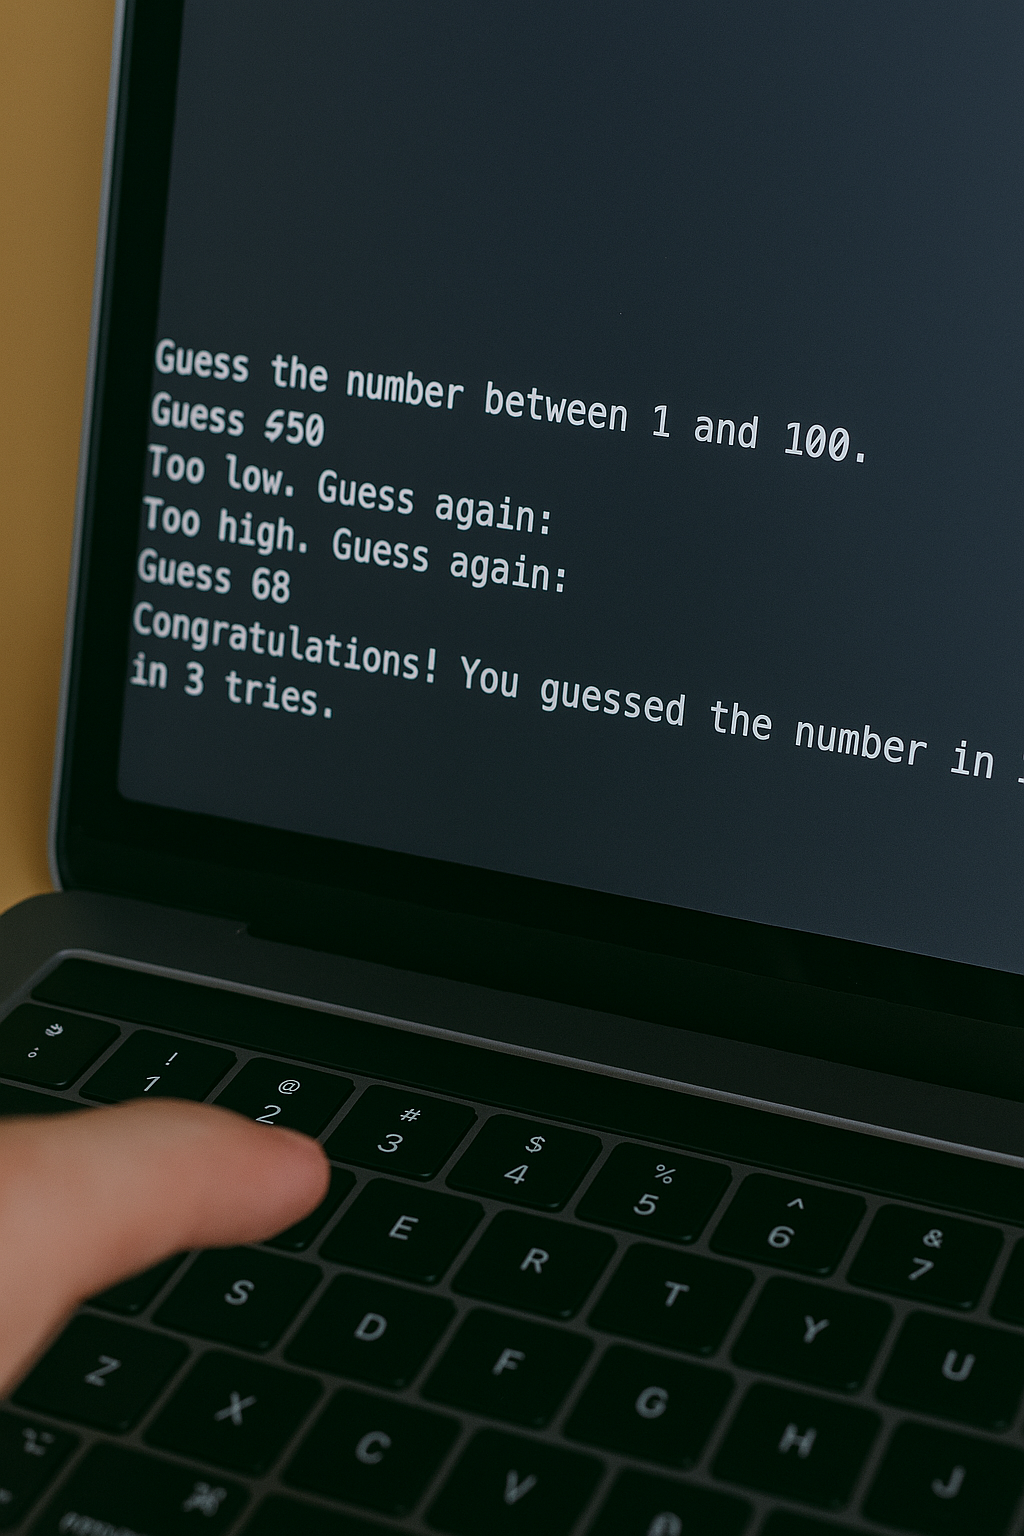 Guess the number between 1 and 100.
Guess $50
Too low. Guess again:
Too high. Guess again:
Guess 68
Congratulations! You guessed the number in
in 3 tries.
!
1
@
2
#
3
$
4
%
5
^
6
&
7
E
R
T
Y
U
S
D
F
G
H
J
Z
X
C
V
⌥
⌘